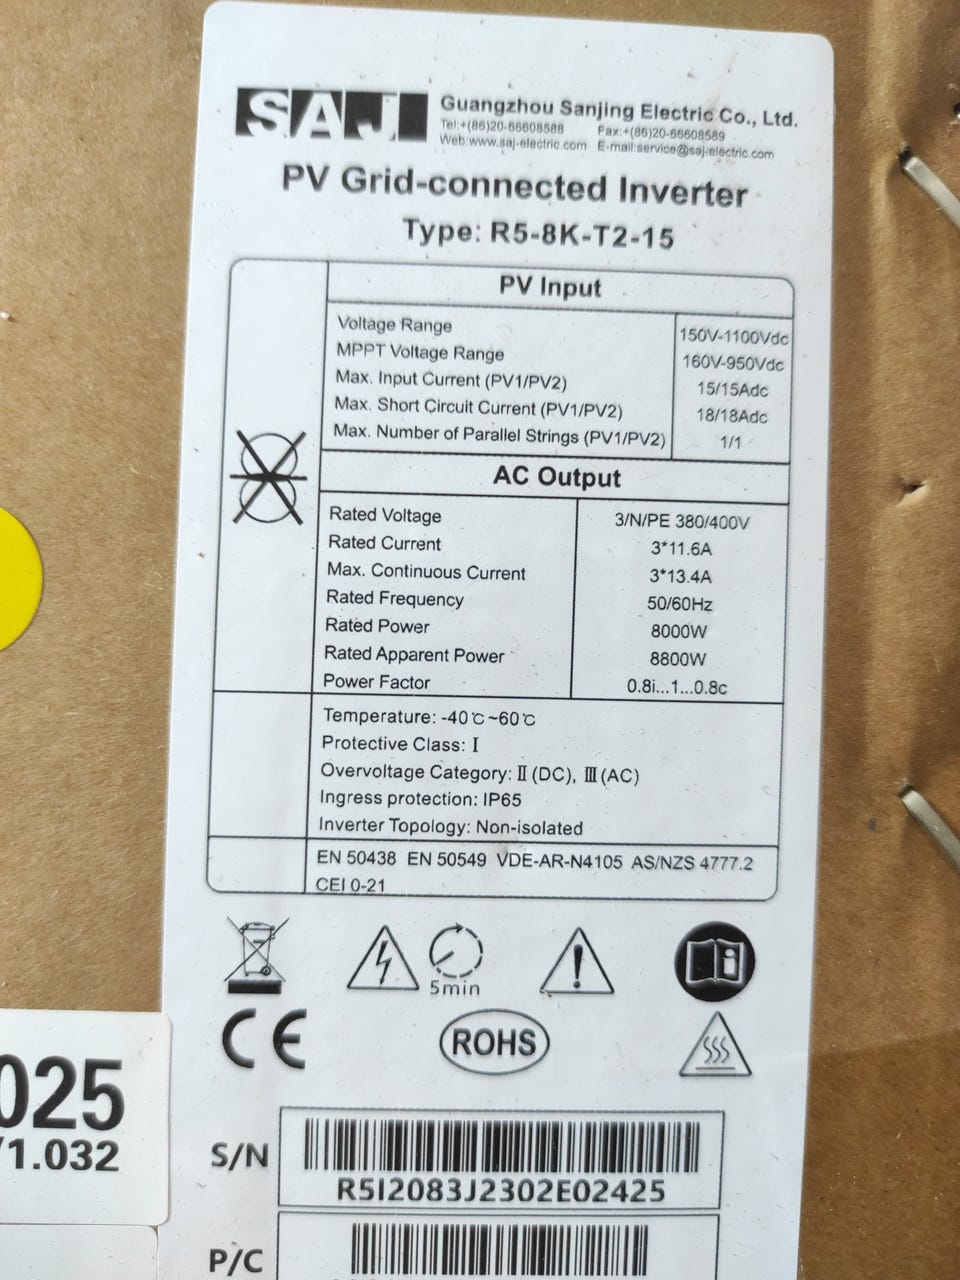 SAJ
Guangzhou Sanjing Electric Co., Ltd.
Tel:+(86)20-66608588 Fax:+(86)20-66608589
Web:www.saj-electric.com E-mail:service@saj-electric.com
PV Grid-connected Inverter
Type: R5-8K-T2-15
PV Input
Voltage Range 150V-1100Vdc
MPPT Voltage Range 160V-950Vdc
Max. Input Current (PV1/PV2) 15/15Adc
Max. Short Circuit Current (PV1/PV2) 18/18Adc
Max. Number of Parallel Strings (PV1/PV2) 1/1
AC Output
Rated Voltage 3/N/PE 380/400V
Rated Current 3*11.6A
Max. Continuous Current 3*13.4A
Rated Frequency 50/60Hz
Rated Power 8000W
Rated Apparent Power 8800W
Power Factor 0.8i...1...0.8c
Temperature: -40℃~60℃
Protective Class: Ⅰ
Overvoltage Category: Ⅱ (DC), Ⅲ (AC)
Ingress protection: IP65
Inverter Topology: Non-isolated
EN 50438 EN 50549 VDE-AR-N4105 AS/NZS 4777.2
CEI 0-21
5min
CE
ROHS
025
/1.032
S/N
R5I2083J2302E02425
P/C